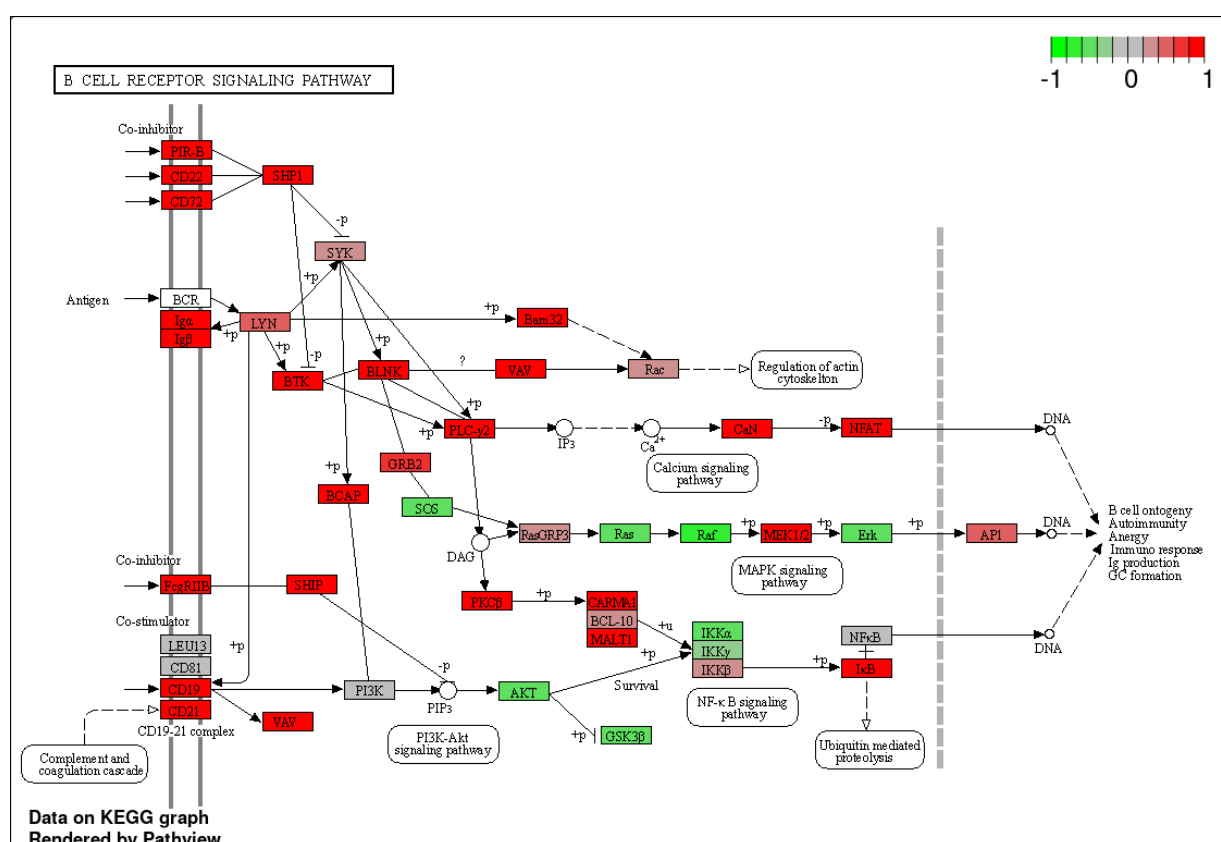 -1 0 1
B CELL RECEPTOR SIGNALING PATHWAY
Co-inhibitor
PIR-B
CD22
SHP1
CD72
-p
SYK
+p
Antigen
BCR
Igα
LYN
+p
Bam32
Igβ
+p
+p
-p
+p
?
BTK
BLNK
VAV
Rac
Regulation of actin
cytoskelton
+p
+p
PLC-γ2
IP3
Ca2+
CaN
-p
NFAT
DNA
Calcium signaling
pathway
GRB2
+p
BCAP
SOS
RasGRP3
Ras
Raf
+p
MEK1/2
+p
Erk
+p
AP1
DNA
DAG
MAPK signaling
pathway
B cell ontogeny
Autoimmunity
Anergy
Immuno response
Ig production
GC formation
Co-inhibitor
FcgRIIB
SHIP
PKCβ
+p
CARMA1
BCL-10
MALT1
+u
Co-stimulator
LEU13
+p
CD81
CD19
PI3K
-p
PIP3
AKT
+p
Survival
IKKα
IKKγ
IKKβ
+p
NFκB
IκB
DNA
CD21
CD19-21 complex
VAV
PI3K-Akt
signaling pathway
+p
GSK3β
NF-κ B signaling
pathway
Ubiquitin mediated
proteolysis
Complement and
coagulation cascade
Data on KEGG graph
Rendered by Pathview